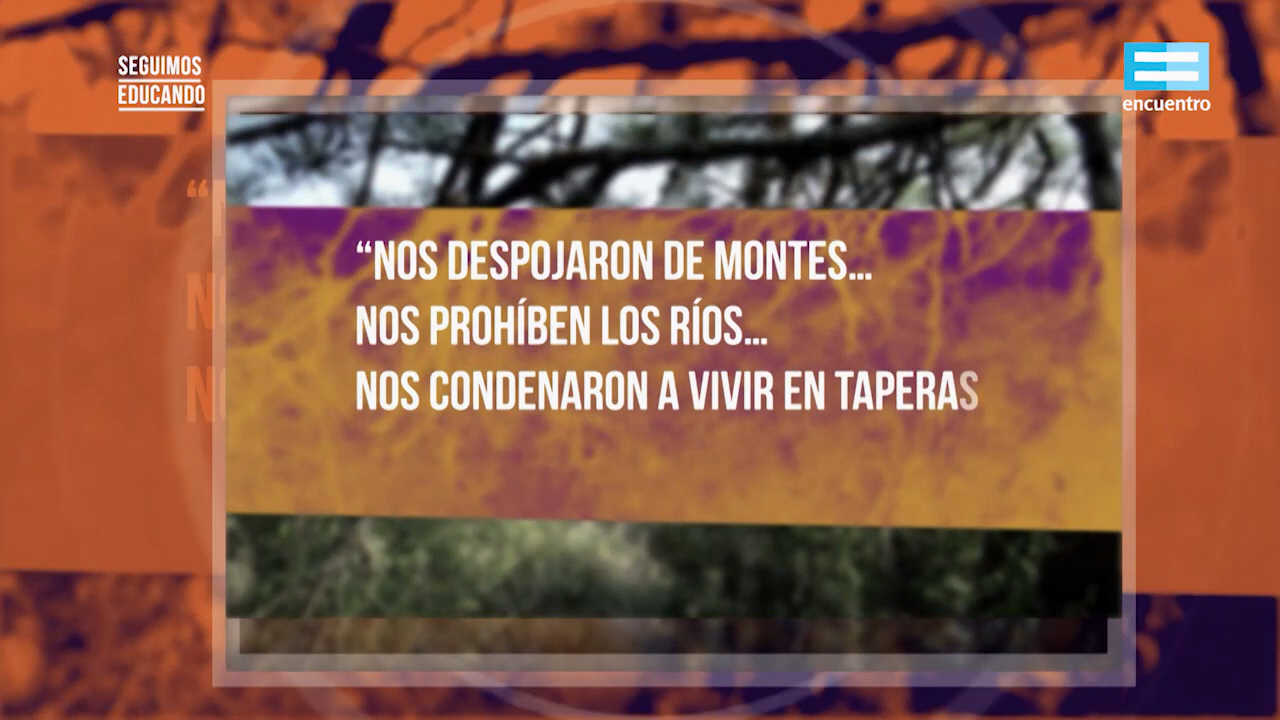 SEGUIMOS
EDUCANDO
encuentro
“NOS DESPOJARON DE MONTES...
NOS PROHÍBEN LOS RÍOS...
NOS CONDENARON A VIVIR EN TAPERAS